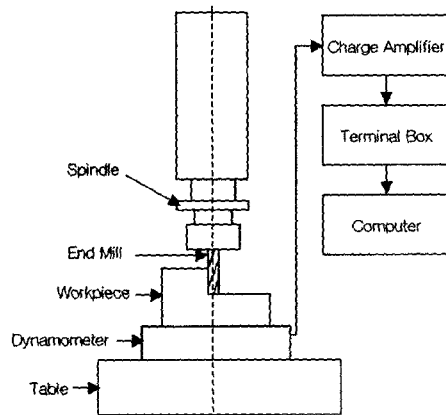 Charge Amplifier
Terminal Box
Computer
Spindle
End Mill
Workpiece
Dynamometer
Table